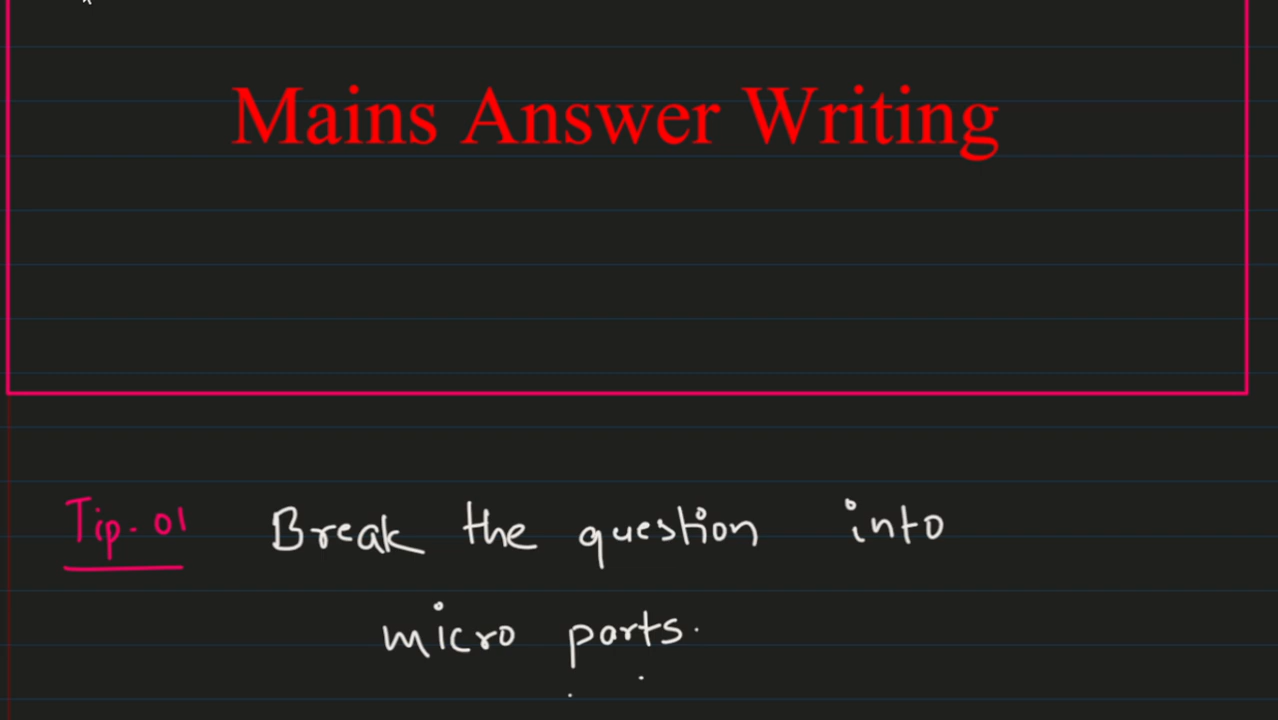 Mains Answer Writing
Tip-01 Break the question into
micro parts.